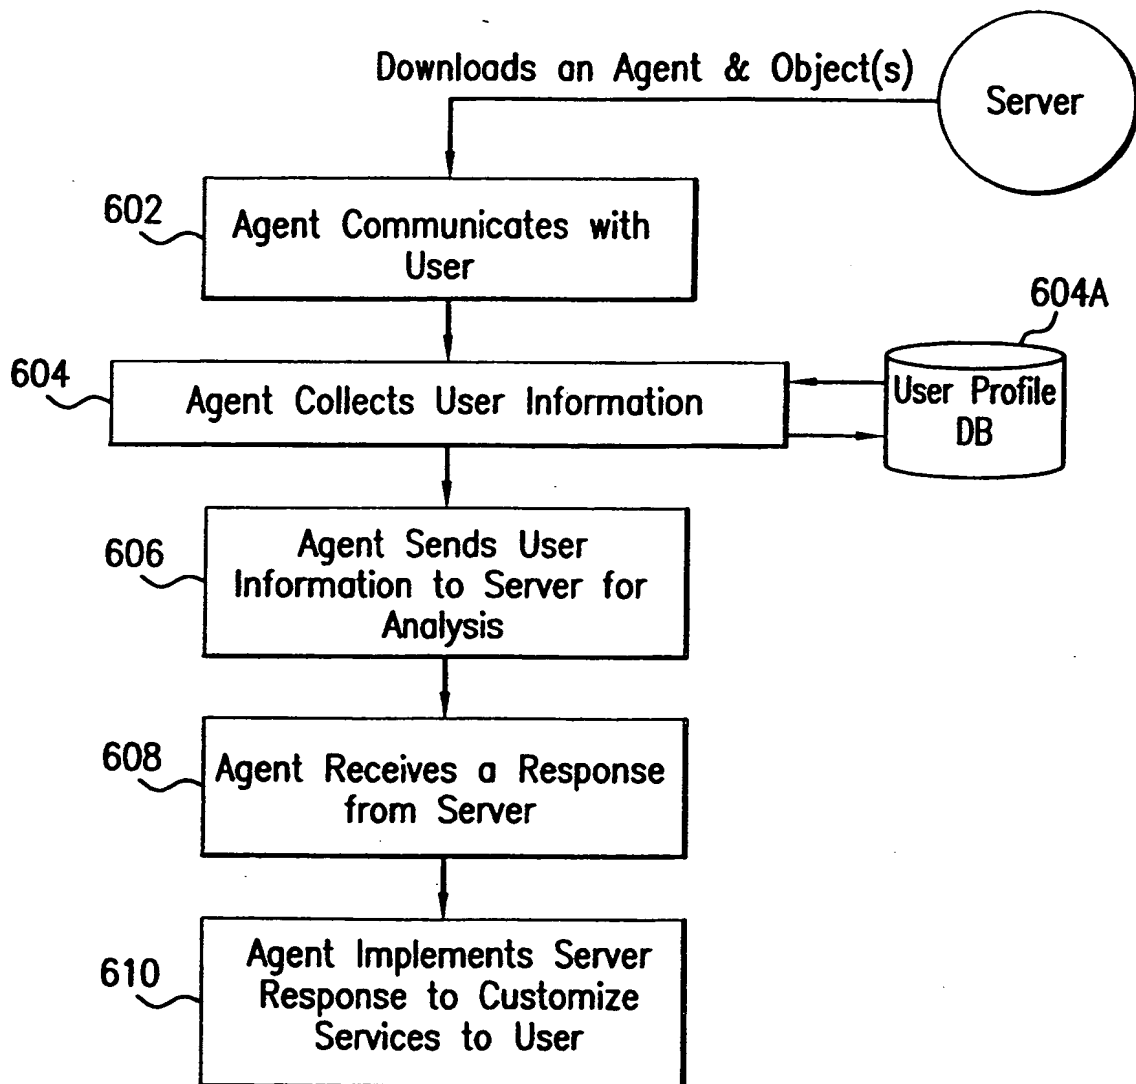 Downloads an Agent & Object(s)
Server
602
Agent Communicates with
User
604A
604
Agent Collects User Information
User Profile
DB
606
Agent Sends User
Information to Server for
Analysis
608
Agent Receives a Response
from Server
610
Agent Implements Server
Response to Customize
Services to User